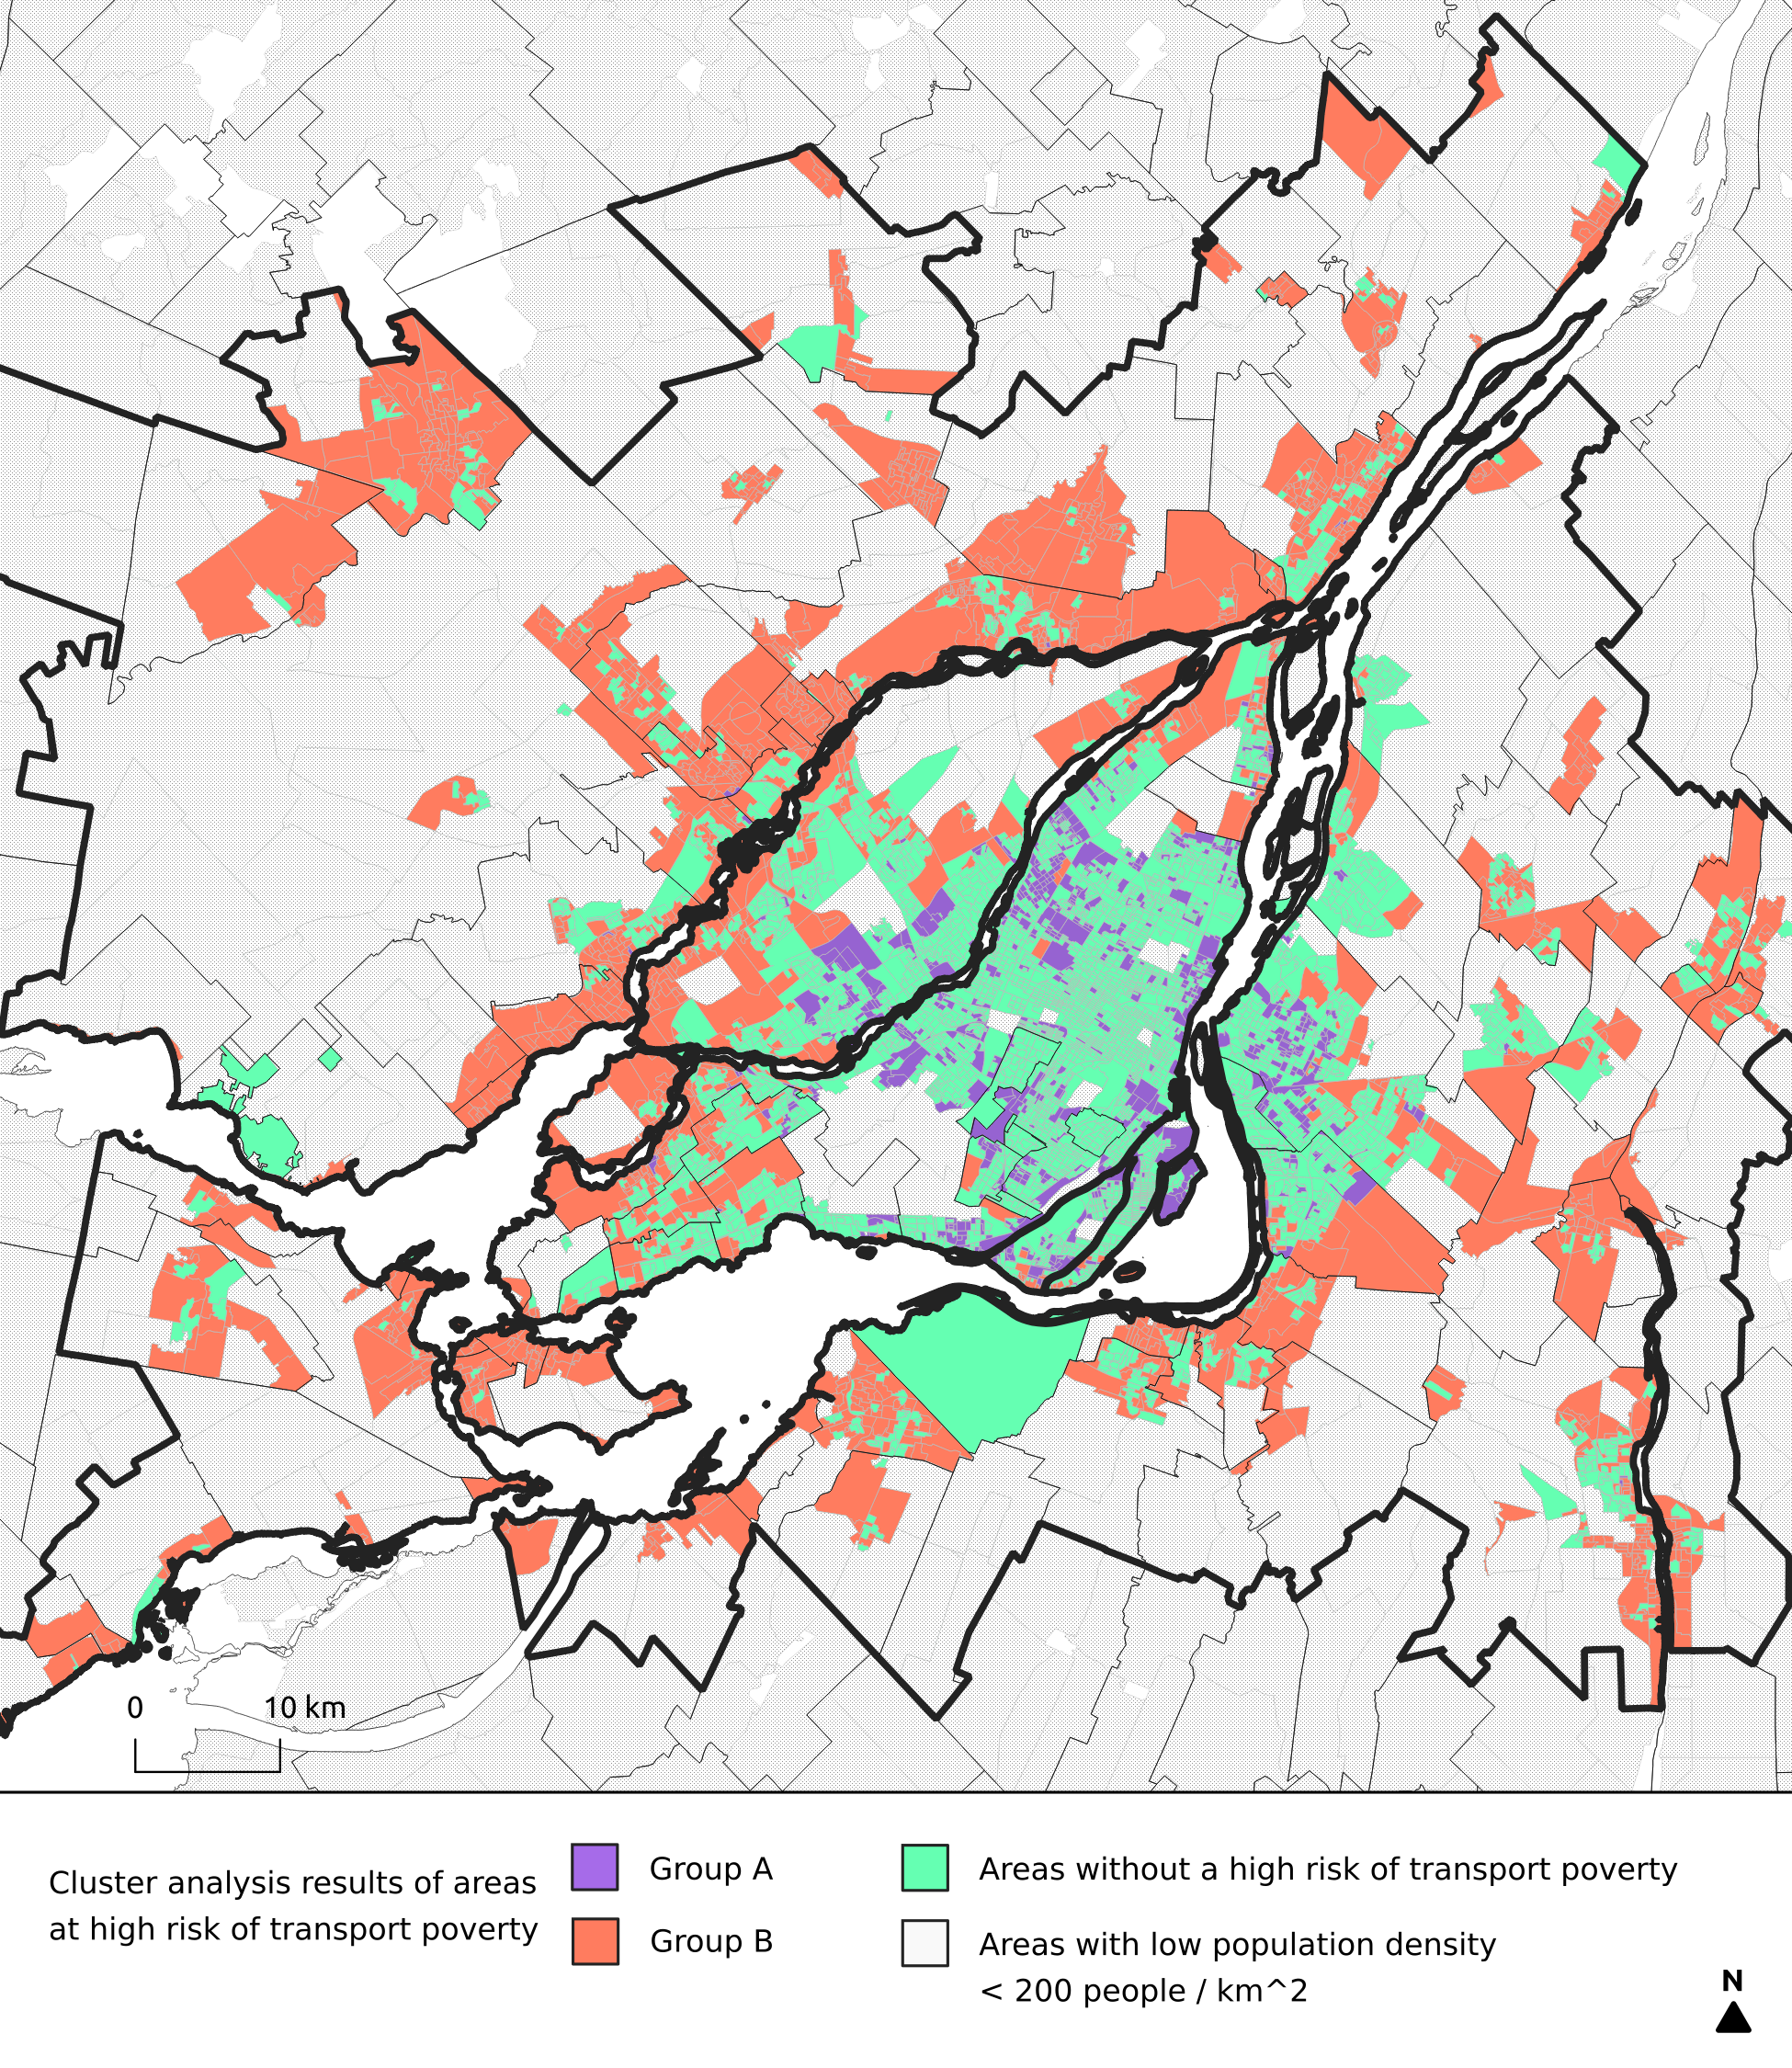 0 10 km
Cluster analysis results of areas
at high risk of transport poverty
Group A
Group B
Areas without a high risk of transport poverty
Areas with low population density
< 200 people / km^2
N